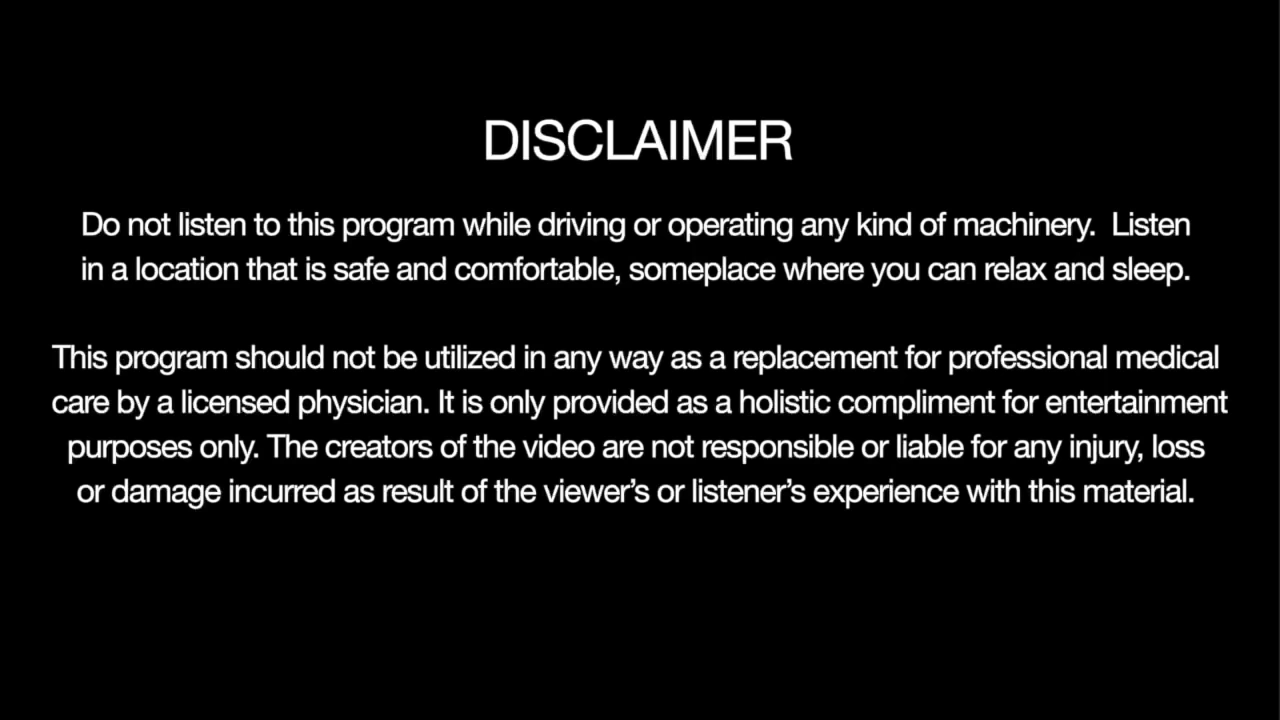 DISCLAIMER
Do not listen to this program while driving or operating any kind of machinery.  Listen
in a location that is safe and comfortable, someplace where you can relax and sleep.
This program should not be utilized in any way as a replacement for professional medical
care by a licensed physician. It is only provided as a holistic compliment for entertainment
purposes only. The creators of the video are not responsible or liable for any injury, loss
or damage incurred as result of the viewer’s or listener’s experience with this material.